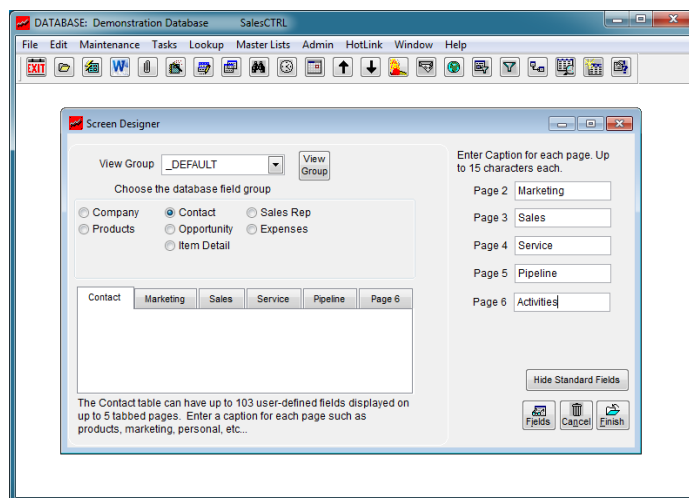 DATABASE: Demonstration Database SalesCTRL
File Edit Maintenance Tasks Lookup Master Lists Admin HotLink Window Help
EXIT W
Screen Designer
View Group _DEFAULT View Group
Choose the database field group
Company Contact Sales Rep
Products Opportunity Expenses
Item Detail
Contact Marketing Sales Service Pipeline Page 6
The Contact table can have up to 103 user-defined fields displayed on
up to 5 tabbed pages. Enter a caption for each page such as
products, marketing, personal, etc...
Enter Caption for each page. Up
to 15 characters each.
Page 2 Marketing
Page 3 Sales
Page 4 Service
Page 5 Pipeline
Page 6 Activities
Hide Standard Fields
Fields Cancel Finish